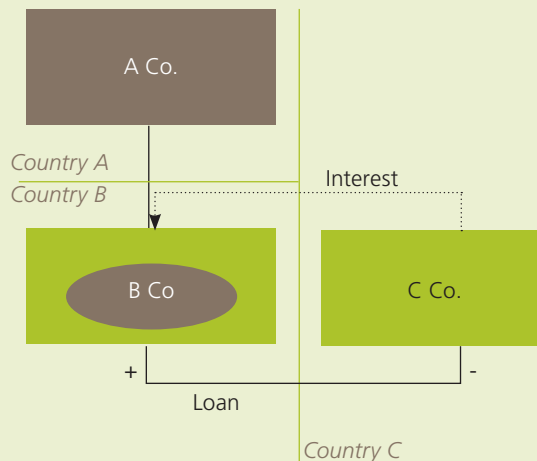 A Co.
Country A
Country B
Interest
B Co
C Co.
+
-
Loan
Country C